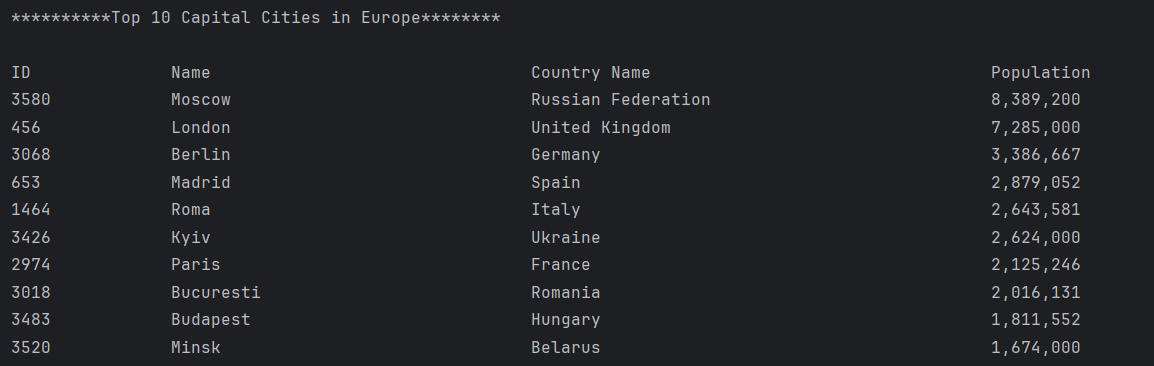 **********Top 10 Capital Cities in Europe********
ID Name Country Name Population
3580 Moscow Russian Federation 8,389,200
456 London United Kingdom 7,285,000
3068 Berlin Germany 3,386,667
653 Madrid Spain 2,879,052
1464 Roma Italy 2,643,581
3426 Kyiv Ukraine 2,624,000
2974 Paris France 2,125,246
3018 Bucuresti Romania 2,016,131
3483 Budapest Hungary 1,811,552
3520 Minsk Belarus 1,674,000